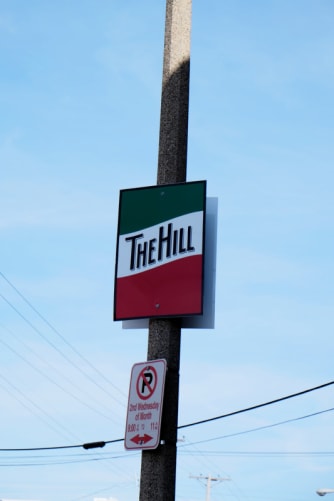 THE HILL
P
2nd Wednesday
of Month